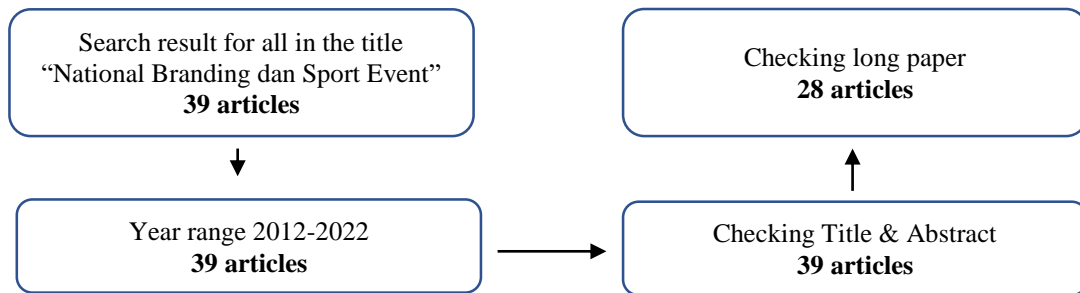 Search result for all in the title
“National Branding dan Sport Event”
39 articles
Year range 2012-2022
39 articles
Checking Title & Abstract
39 articles
Checking long paper
28 articles